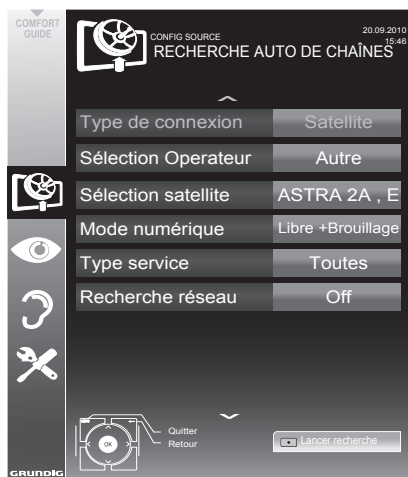 COMFORT
GUIDE
CONFIG SOURCE
20.09.2010
15:46
RECHERCHE AUTO DE CHAÎNES
Type de connexion Satellite
Sélection Operateur Autre
Sélection satellite ASTRA 2A , E
Mode numérique Libre +Brouillage
Type service Toutes
Recherche réseau Off
Quitter
Retour
OK
Lancer recherche
GRUNDIG